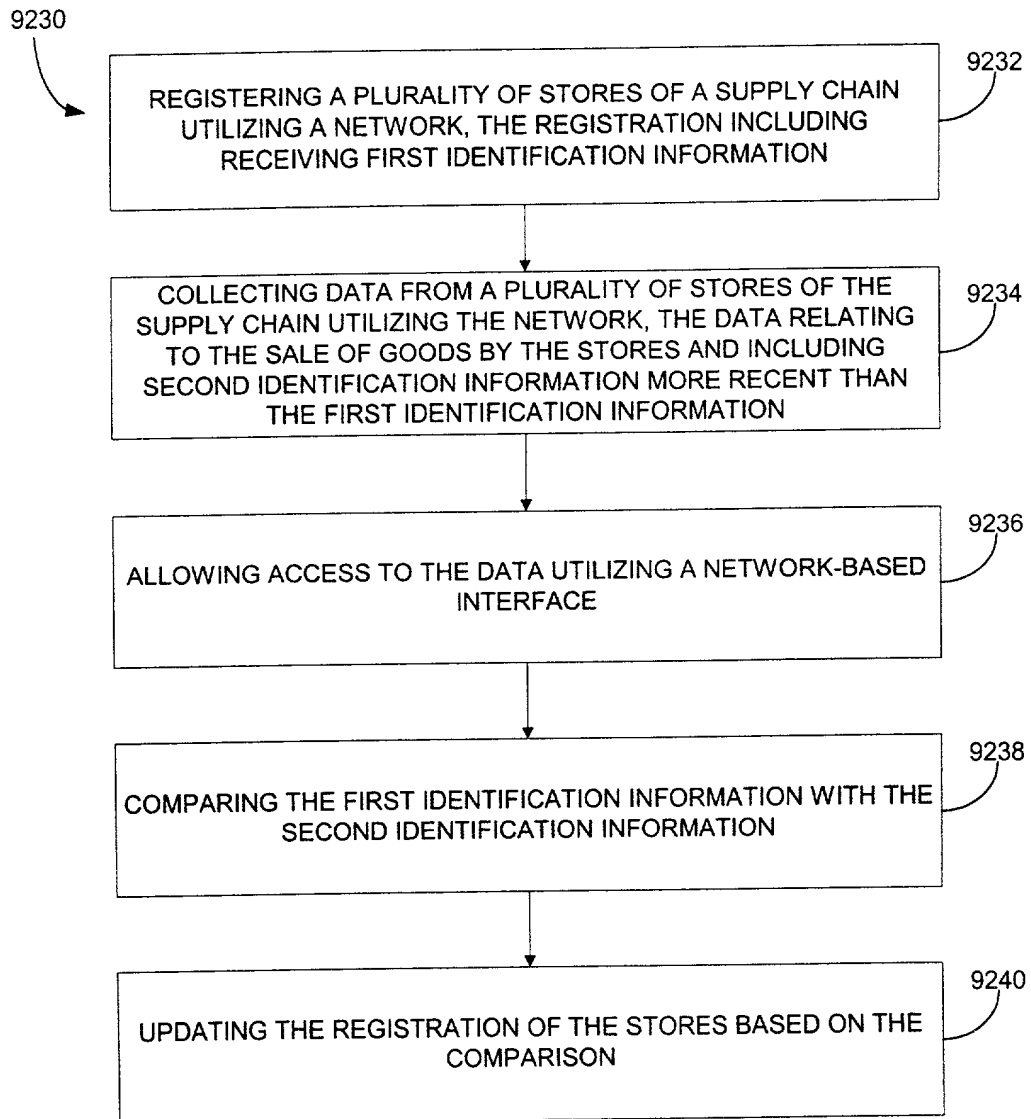 9230
9232
REGISTERING A PLURALITY OF STORES OF A SUPPLY CHAIN
UTILIZING A NETWORK, THE REGISTRATION INCLUDING
RECEIVING FIRST IDENTIFICATION INFORMATION
9234
COLLECTING DATA FROM A PLURALITY OF STORES OF THE
SUPPLY CHAIN UTILIZING THE NETWORK, THE DATA RELATING
TO THE SALE OF GOODS BY THE STORES AND INCLUDING
SECOND IDENTIFICATION INFORMATION MORE RECENT THAN
THE FIRST IDENTIFICATION INFORMATION
9236
ALLOWING ACCESS TO THE DATA UTILIZING A NETWORK-BASED
INTERFACE
9238
COMPARING THE FIRST IDENTIFICATION INFORMATION WITH THE
SECOND IDENTIFICATION INFORMATION
9240
UPDATING THE REGISTRATION OF THE STORES BASED ON THE
COMPARISON